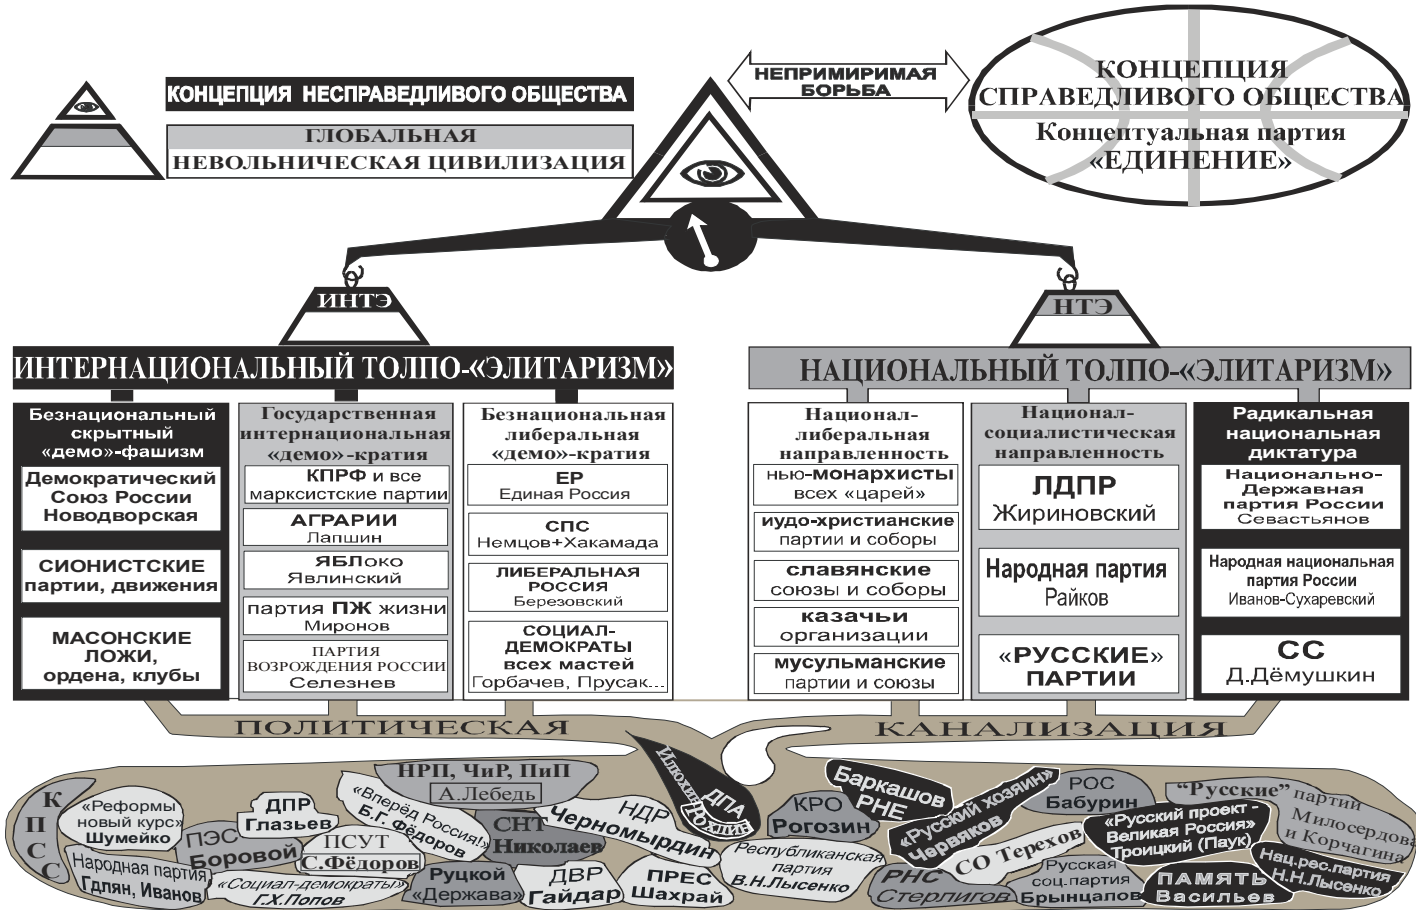 КОНЦЕПЦИЯ НЕСПРАВЕДЛИВОГО ОБЩЕСТВА
ГЛОБАЛЬНАЯ
НЕВОЛЬНИЧЕСКАЯ ЦИВИЛИЗАЦИЯ
НЕПРИМИРИМАЯ
БОРЬБА
КОНЦЕПЦИЯ
СПРАВЕДЛИВОГО ОБЩЕСТВА
Концептуальная партия
«ЕДИНЕНИЕ»
ИНТЭ
НТЭ
ИНТЕРНАЦИОНАЛЬНЫЙ ТОЛПО-«ЭЛИТАРИЗМ»
НАЦИОНАЛЬНЫЙ ТОЛПО-«ЭЛИТАРИЗМ»
Безнациональный
скрытный
«демо»-фашизм
Демократический
Союз России
Новодворская
СИОНИСТСКИЕ
партии, движения
МАСОНСКИЕ
ЛОЖИ,
ордена, клубы
Государственная
интернациональная
«демо»-кратия
КПРФ и все
марксистские партии
АГРАРИИ
Лапшин
ЯБЛоко
Явлинский
партия ПЖ жизни
Миронов
ПАРТИЯ
ВОЗРОЖДЕНИЯ РОССИИ
Селезнев
Безнациональная
либеральная
«демо»-кратия
ЕР
Единая Россия
СПС
Немцов+Хакамада
ЛИБЕРАЛЬНАЯ
РОССИЯ
Березовский
СОЦИАЛ-
ДЕМОКРАТЫ
всех мастей
Горбачев, Прусак...
Национал-
либеральная
направленность
нью-монархисты
всех «царей»
иудо-христианские
партии и соборы
славянские
союзы и соборы
казачьи
организации
мусульманские
партии и союзы
Национал-
социалистическая
направленность
ЛДПР
Жириновский
Народная партия
Райков
«РУССКИЕ»
ПАРТИИ
Радикальная
национальная
диктатура
Национально-
Державная
партия России
Севастьянов
Народная национальная
партия России
Иванов-Сухаревский
СС
Д.Дёмушкин
ПОЛИТИЧЕСКАЯ
КАНАЛИЗАЦИЯ
КПСС
«Реформы
новый курс»
Шумейко
Народная партия
Гдлян, Иванов
ПЭС
Боровой
ДПР
Глазьев
«Социал-демократы»
Г.Х.Попов
ПСУТ
С.Фёдоров
«Вперёд Россия!»
Б.Г. Фёдоров
НРП, ЧиР, ПиП
А.Лебедь
СНТ
Николаев
Руцкой
«Держава»
НДР
Черномырдин
ДВР
Гайдар
ПРЕС
Шахрай
Илюхин
ДПА
Рохлин
Республиканская
партия
В.Н.Лысенко
КРО
Рогозин
Баркашов
РНЕ
«Русский хозяин»
Червяков
РНС
Стерлигов
СО Терехов
РОС
Бабурин
Русская
соц.партия
Брынцалов
"Русские" партии
Милосердова
и Корчагина
«Русский проект -
Великая Россия»
Троицкий (Паук)
ПАМЯТЬ
Васильев
Нац.рес.партия
Н.Н.Лысенко